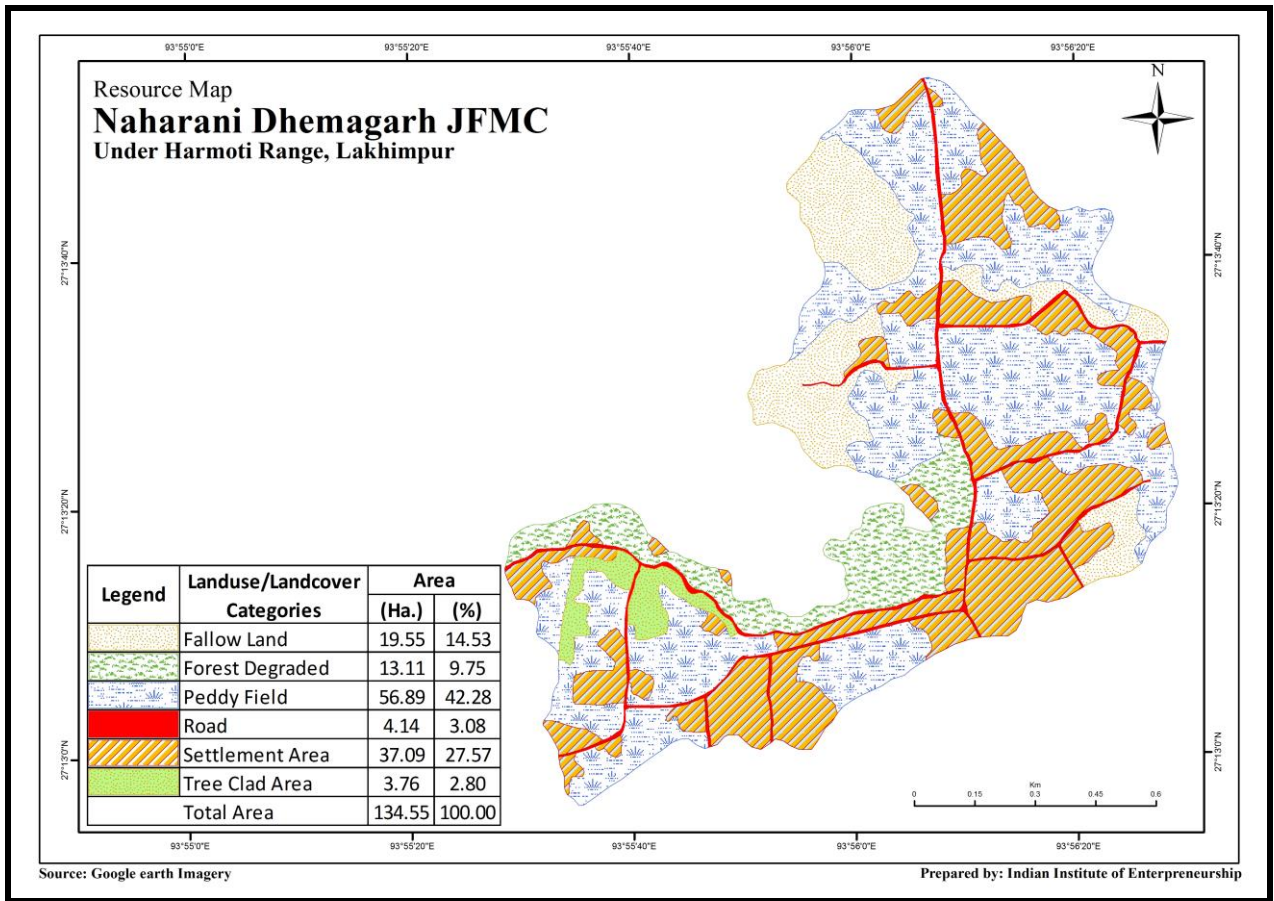 93°55'0"E 93°55'20"E 93°55'40"E 93°56'0"E 93°56'20"E
Resource Map
Naharani Dhemagarh JFMC
Under Harmoti Range, Lakhimpur
N
27°13'40"N 27°13'40"N
27°13'20"N 27°13'20"N
Legend Landuse/Landcover Categories Area
(Ha.) (%)
Fallow Land 19.55 14.53
Forest Degraded 13.11 9.75
Peddy Field 56.89 42.28
Road 4.14 3.08
Settlement Area 37.09 27.57
Tree Clad Area 3.76 2.80
Total Area 134.55 100.00
27°13'0"N 27°13'0"N
Km
0 0.15 0.3 0.45 0.6
93°55'0"E 93°55'20"E 93°55'40"E 93°56'0"E 93°56'20"E
Source: Google earth Imagery Prepared by: Indian Institute of Enterpreneurship